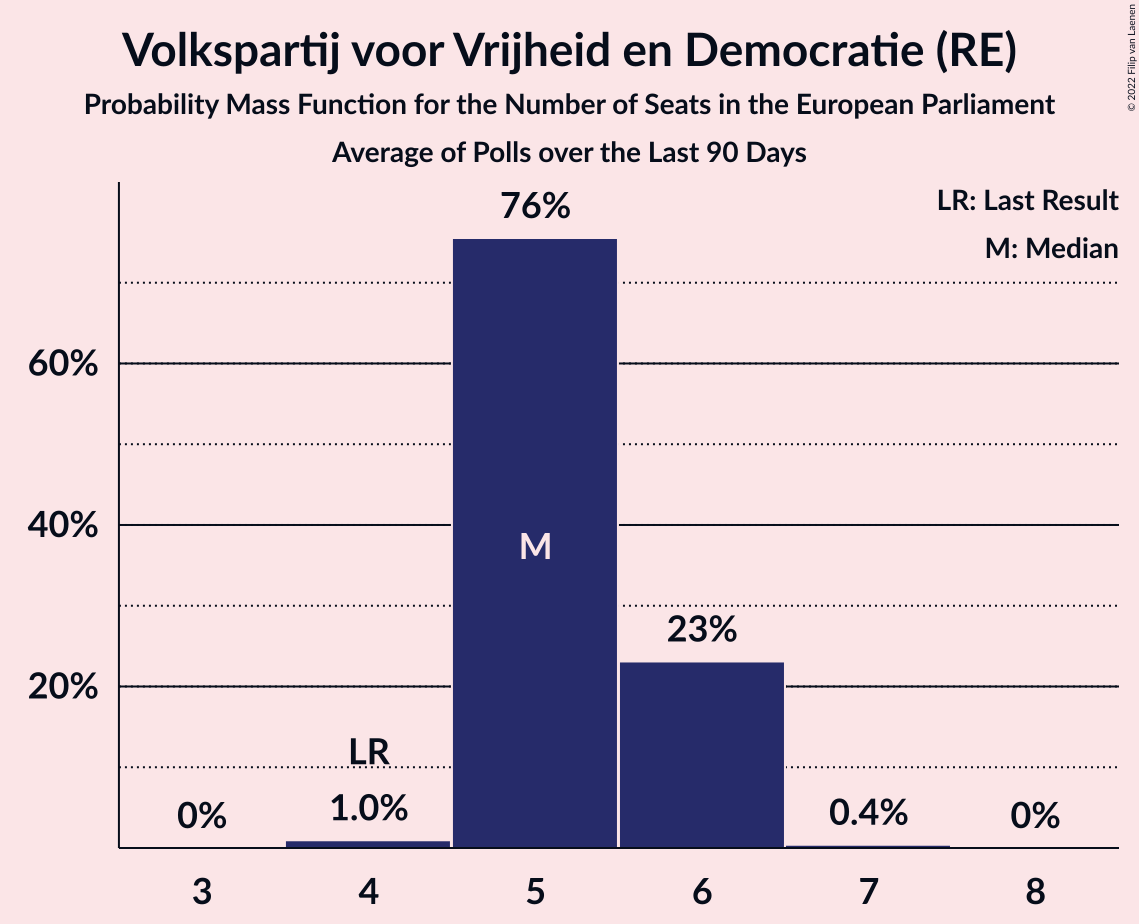 Volkspartij voor Vrijheid en Democratie (RE)
Probability Mass Function for the Number of Seats in the European Parliament
Average of Polls over the Last 90 Days
© 2022 Filip van Laenen
LR: Last Result
M: Median
76%
60%
40%
M
23%
20%
LR
0%
1.0%
0.4%
0%
3 4 5 6 7 8